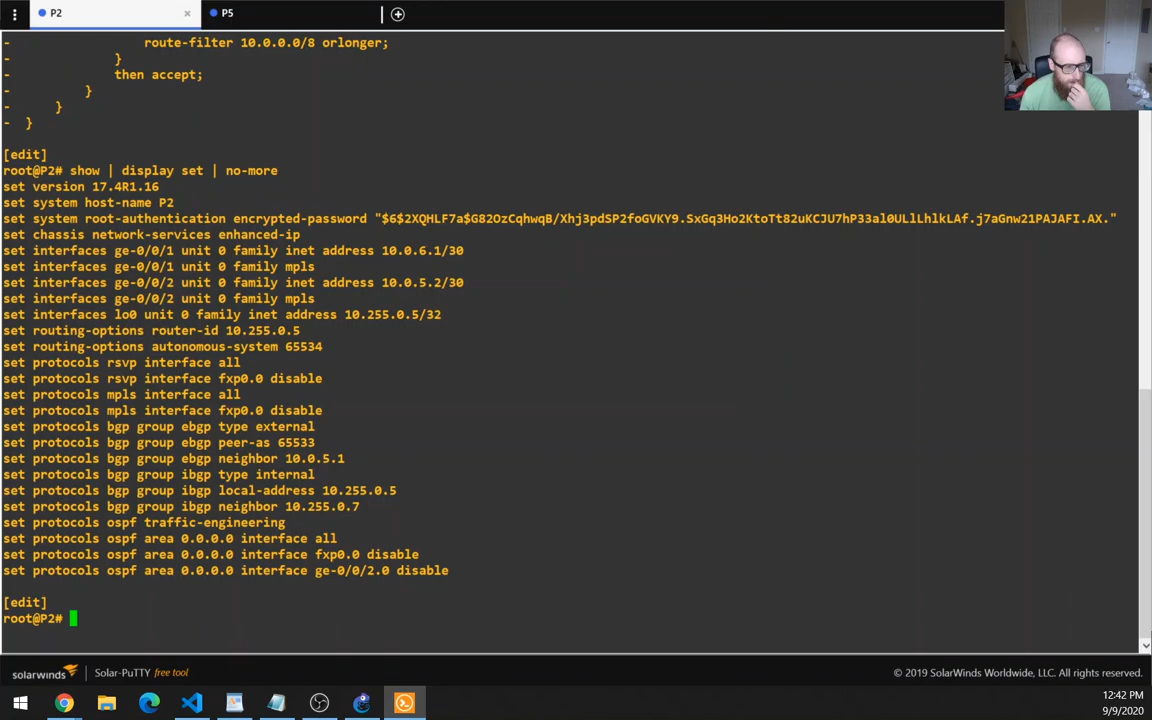 P2
P5
- route-filter 10.0.0.0/8 orlonger;
- }
- then accept;
- }
- }
- }
[edit]
root@P2# show | display set | no-more
set version 17.4R1.16
set system host-name P2
set system root-authentication encrypted-password "$6$2XQHLF7a$G82OzCqhwqB/Xhj3pdSP2foGVKY9.SxGq3Ho2KtoTt82uKCJU7hP33al0ULlLhlkLAf.j7aGnw21PAJAFI.AX."
set chassis network-services enhanced-ip
set interfaces ge-0/0/1 unit 0 family inet address 10.0.6.1/30
set interfaces ge-0/0/1 unit 0 family mpls
set interfaces ge-0/0/2 unit 0 family inet address 10.0.5.2/30
set interfaces ge-0/0/2 unit 0 family mpls
set interfaces lo0 unit 0 family inet address 10.255.0.5/32
set routing-options router-id 10.255.0.5
set routing-options autonomous-system 65534
set protocols rsvp interface all
set protocols rsvp interface fxp0.0 disable
set protocols mpls interface all
set protocols mpls interface fxp0.0 disable
set protocols bgp group ebgp type external
set protocols bgp group ebgp peer-as 65533
set protocols bgp group ebgp neighbor 10.0.5.1
set protocols bgp group ibgp type internal
set protocols bgp group ibgp local-address 10.255.0.5
set protocols bgp group ibgp neighbor 10.255.0.7
set protocols ospf traffic-engineering
set protocols ospf area 0.0.0.0 interface all
set protocols ospf area 0.0.0.0 interface fxp0.0 disable
set protocols ospf area 0.0.0.0 interface ge-0/0/2.0 disable
[edit]
root@P2#
solarwinds Solar-PuTTY free tool
© 2019 SolarWinds Worldwide, LLC. All rights reserved.
12:42 PM
9/9/2020